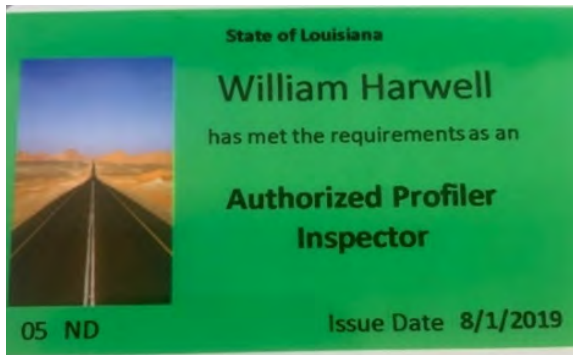 State of Louisiana
William Harwell
has met the requirements as an
Authorized Profiler
Inspector
05 ND
Issue Date 8/1/2019